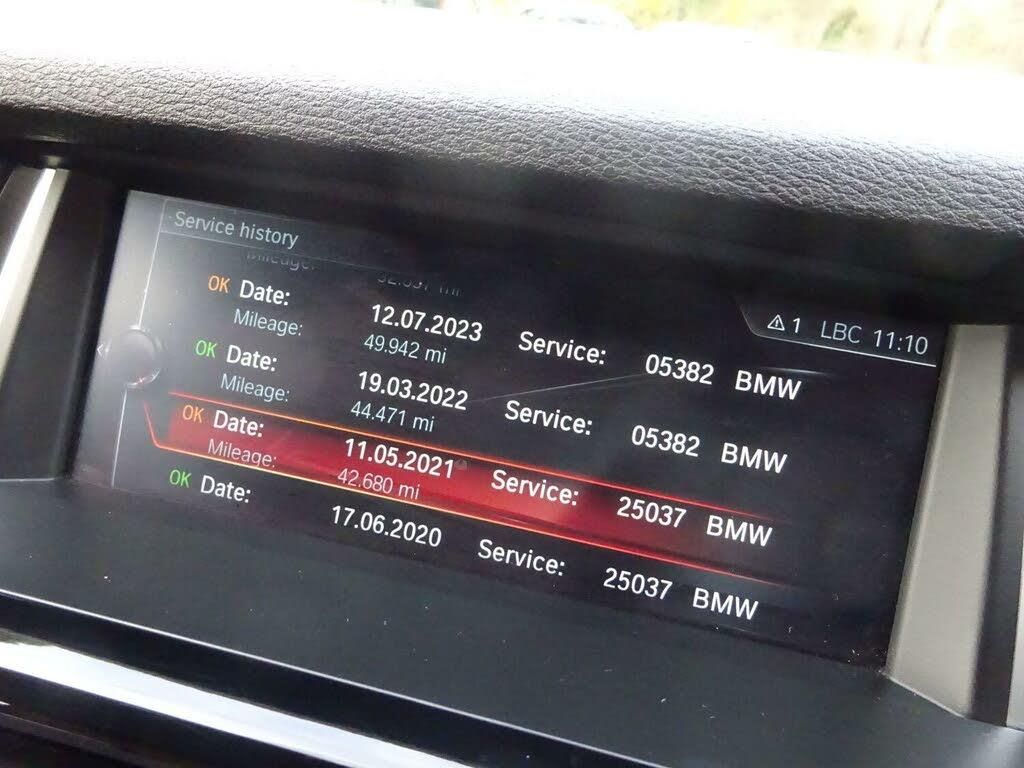 Service history
Mileage:
OK Date: 12.07.2023 Service: 05382 BMW
Mileage: 49.942 mi
OK Date: 19.03.2022 Service: 05382 BMW
Mileage: 44.471 mi
OK Date: 11.05.2021 Service: 25037 BMW
Mileage: 42.680 mi
OK Date: 17.06.2020 Service: 25037 BMW
1 LBC 11:10